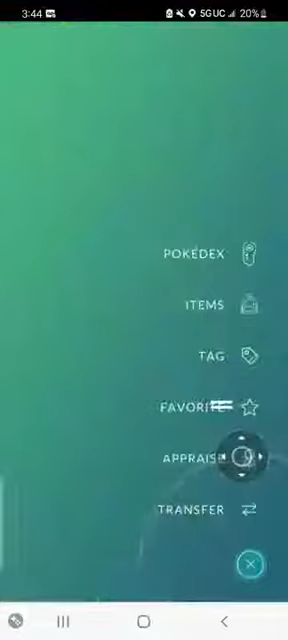 3:44 5GUC 20%
POKÉDEX
ITEMS
TAG
APPRAISE
TRANSFER